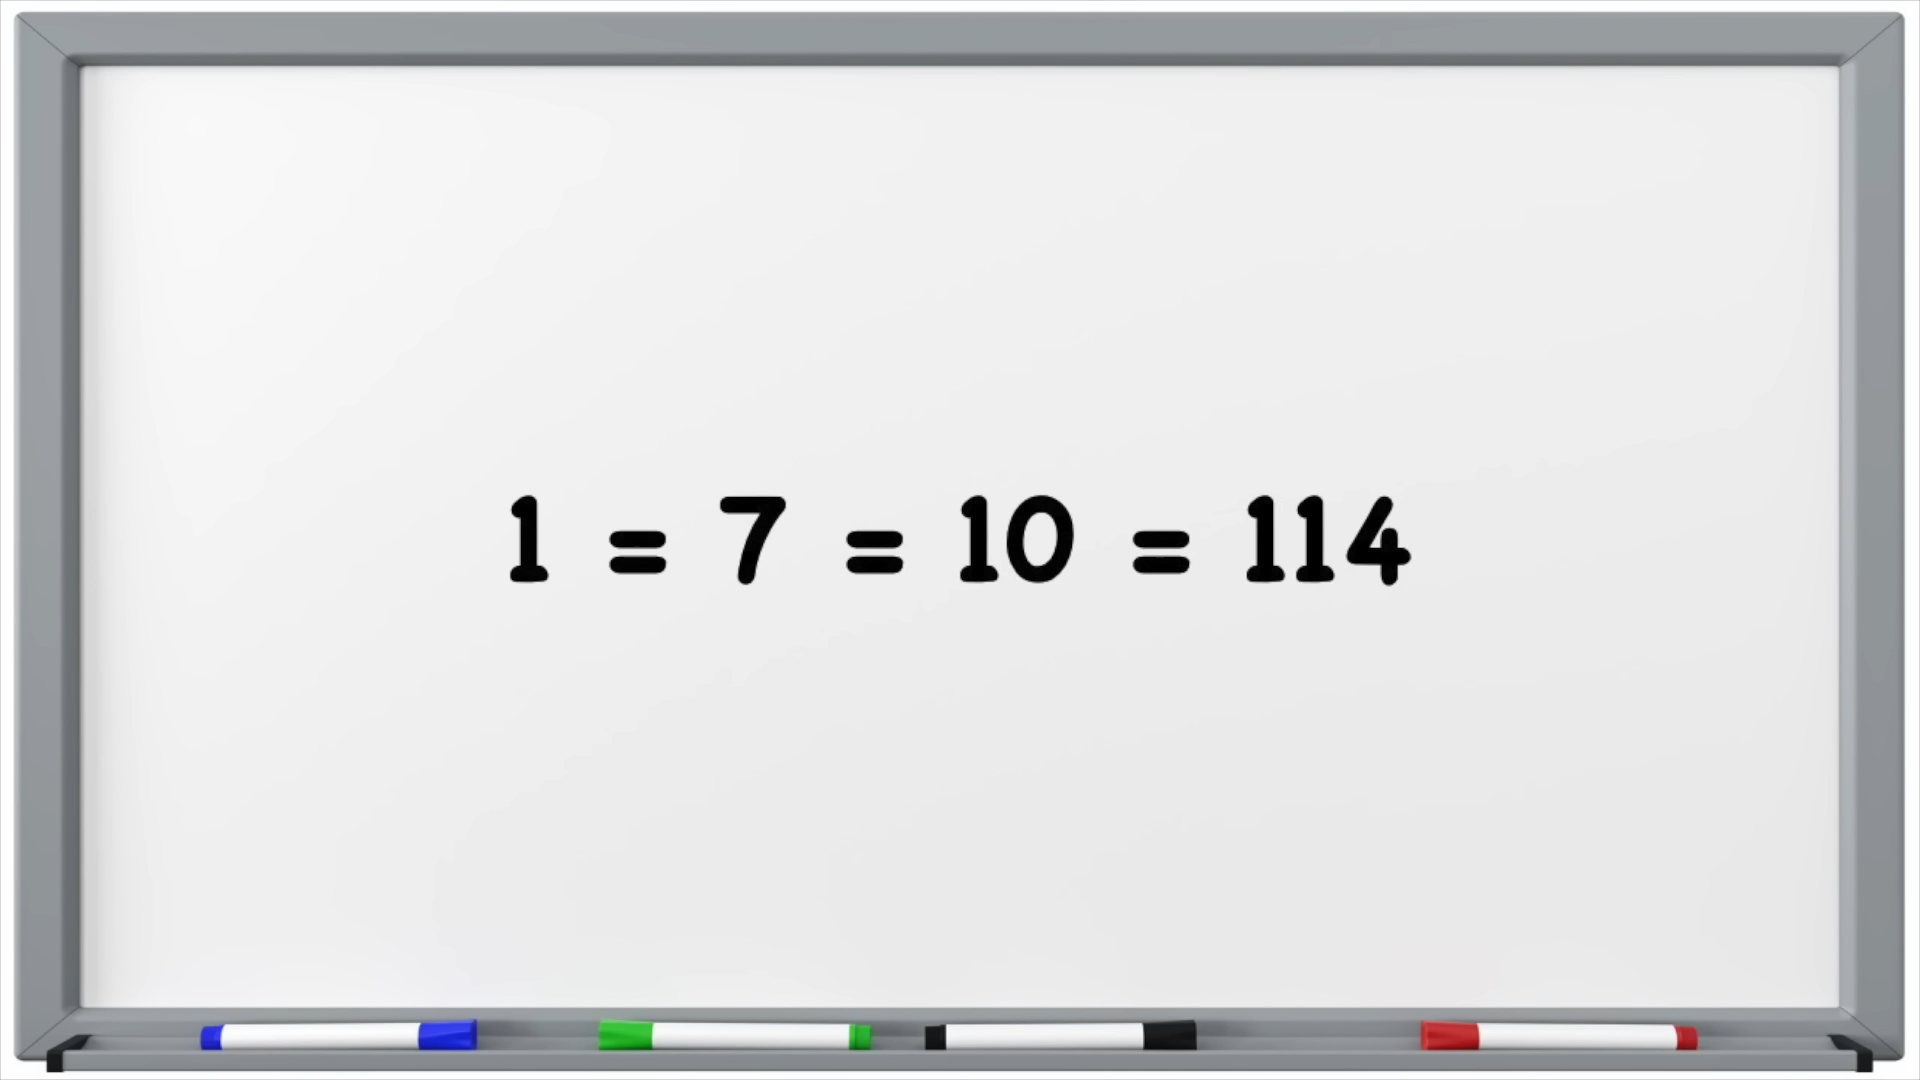 1 = 7 = 10 = 114